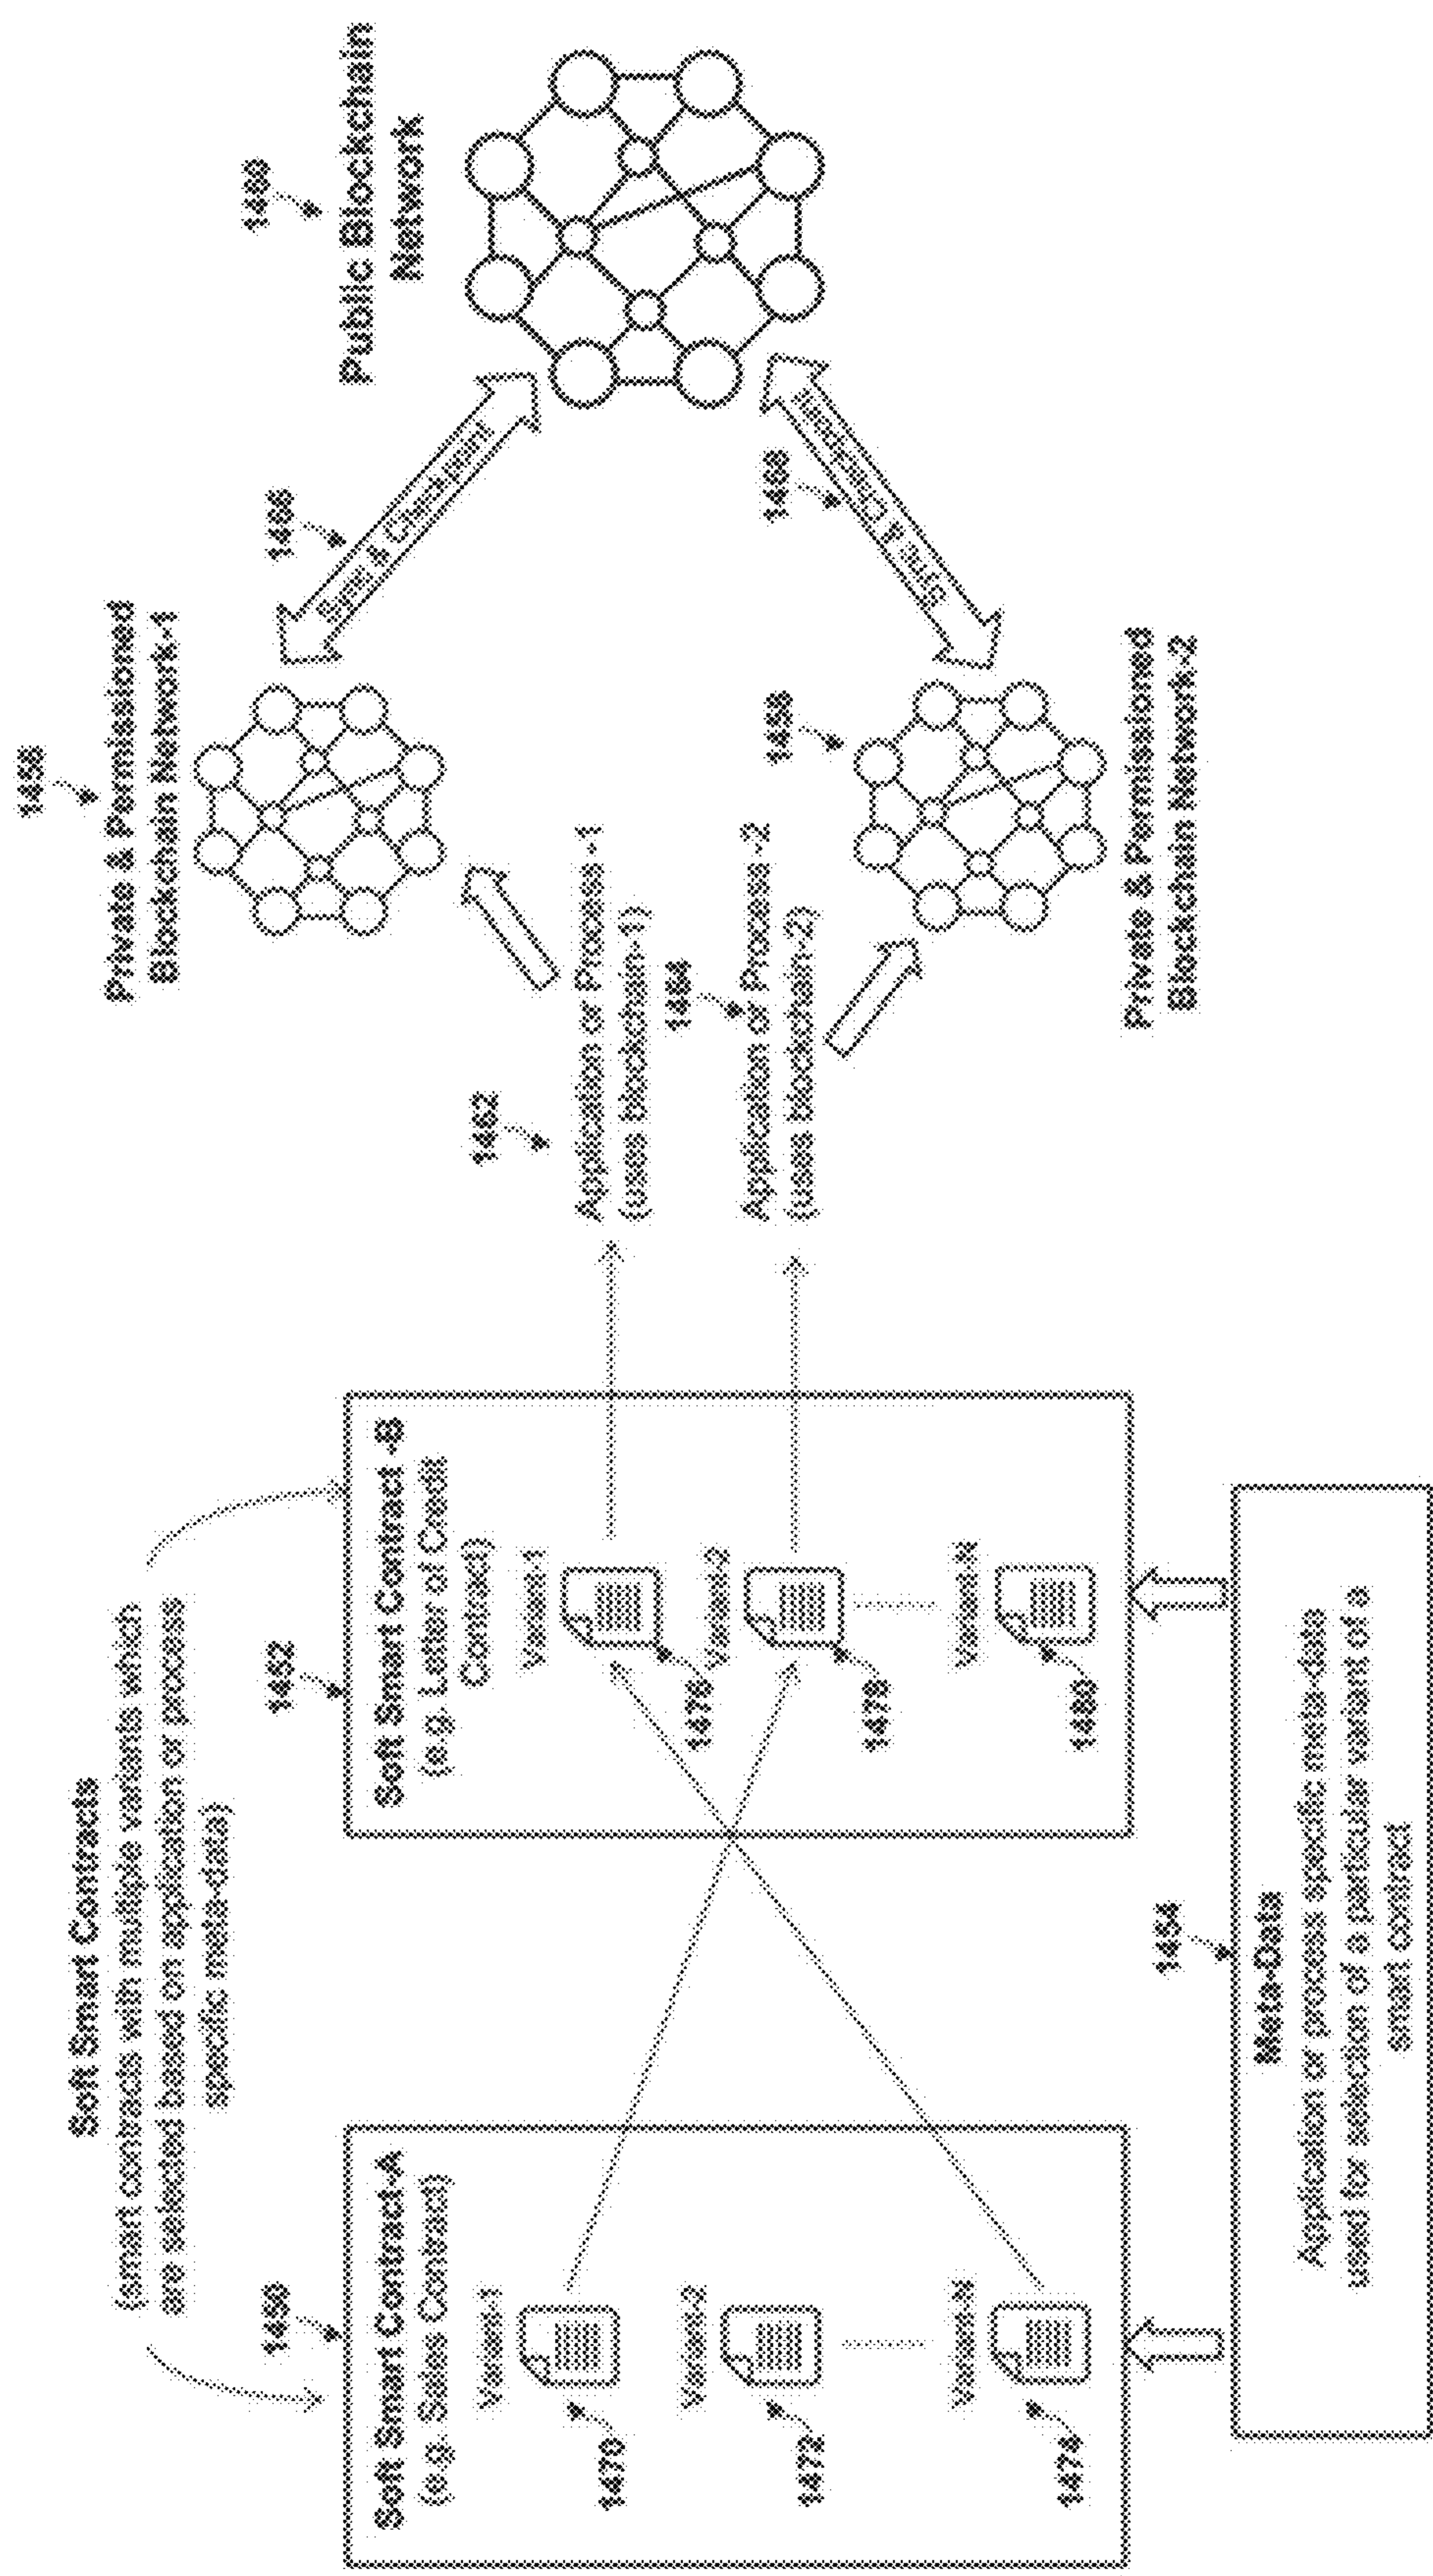 Soft Smart Contracts
(smart contracts with multiple variants which
are selected based on application or process
specific meta-data)
1450
Soft Smart Contract-A
(e.g. Sales Contract)
Variant-1
1470
Variant-2
1472
Variant-N
1474
1452
Soft Smart Contract -B
(e.g. Letter of Credit
Contract)
Variant-1
1476
Variant-2
1478
Variant-N
1480
1454
Meta-Data
Application or process specific meta-data
used for selection of a particular variant of a
smart contract
1462
Application or Process -1
(uses blockchain-1)
1464
Application of Process -2
(uses blockchain-2)
1456
Private & Permissioned
Blockchain Network-1
1458
Private & Permissioned
Blockchain Network-2
1466
Sync & Checkpoint
1468
Sync & Checkpoint
1460
Public Blockchain
Network